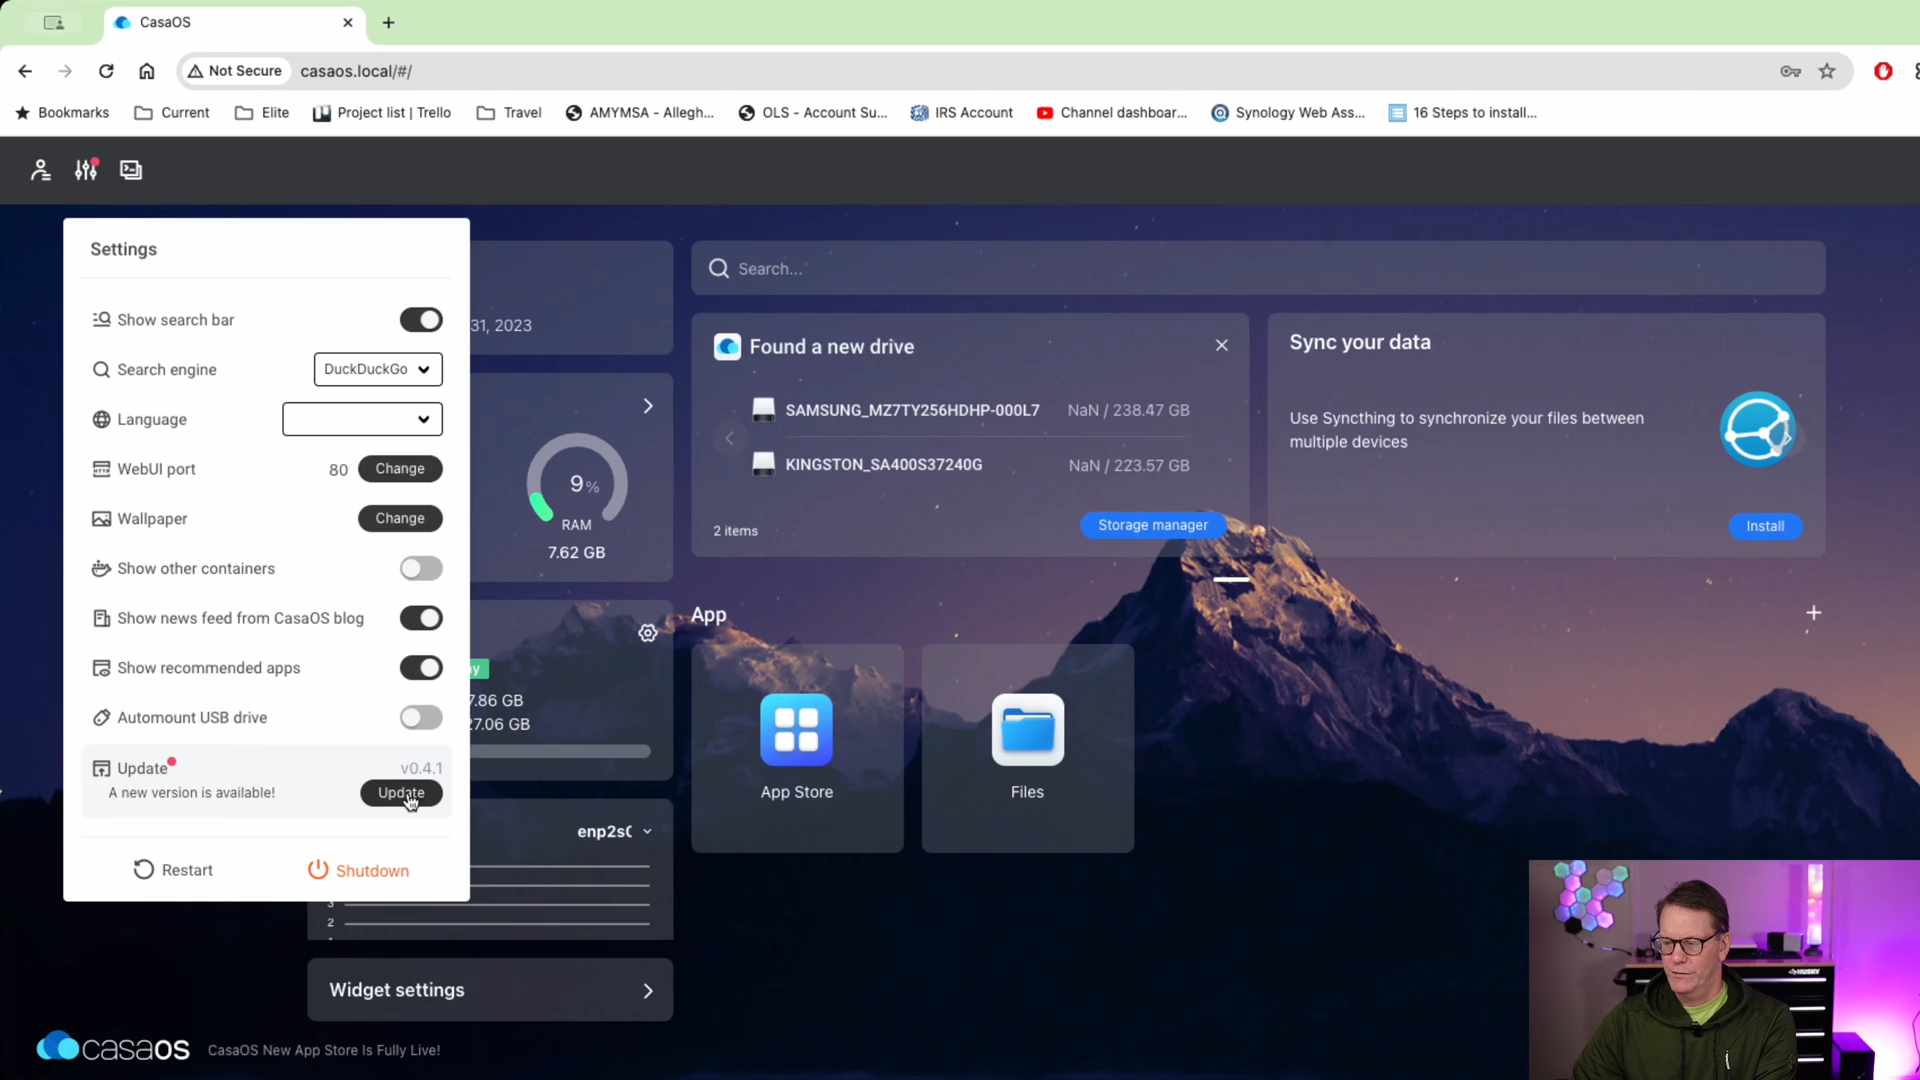 CasaOS
Not Secure
casaos.local/#/
Bookmarks
Current
Elite
Project list | Trello
Travel
AMYMSA - Allegh...
OLS - Account Su...
IRS Account
Channel dashboar...
Synology Web Ass...
16 Steps to install...
Settings
Show search bar
Search engine
DuckDuckGo
Language
WebUI port
80
Change
Wallpaper
Change
Show other containers
Show news feed from CasaOS blog
Show recommended apps
Automount USB drive
Update
v0.4.1
A new version is available!
Update
Restart
Shutdown
31, 2023
9%
RAM
7.62 GB
7.86 GB
27.06 GB
enp2s0
3
2
Widget settings
Search...
Found a new drive
SAMSUNG_MZ7TY256HDHP-000L7
NaN / 238.47 GB
KINGSTON_SA400S37240G
NaN / 223.57 GB
2 items
Storage manager
Sync your data
Use Syncthing to synchronize your files between
multiple devices
Install
App
App Store
Files
casaos
CasaOS New App Store Is Fully Live!
HUSKY